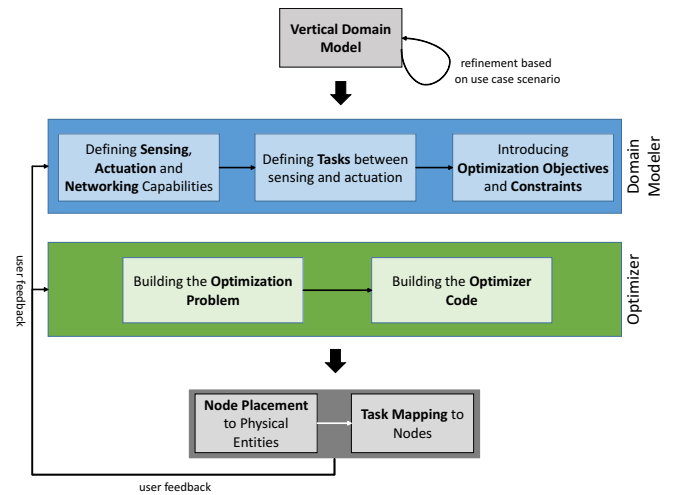 Vertical Domain
Model
refinement based
on use case scenario
Defining Sensing,
Actuation and
Networking Capabilities
Defining Tasks between
sensing and actuation
Introducing
Optimization Objectives
and Constraints
Domain
Modeler
user feedback
Building the Optimization
Problem
Building the Optimizer
Code
Optimizer
Node Placement
to Physical
Entities
Task Mapping to
Nodes
user feedback